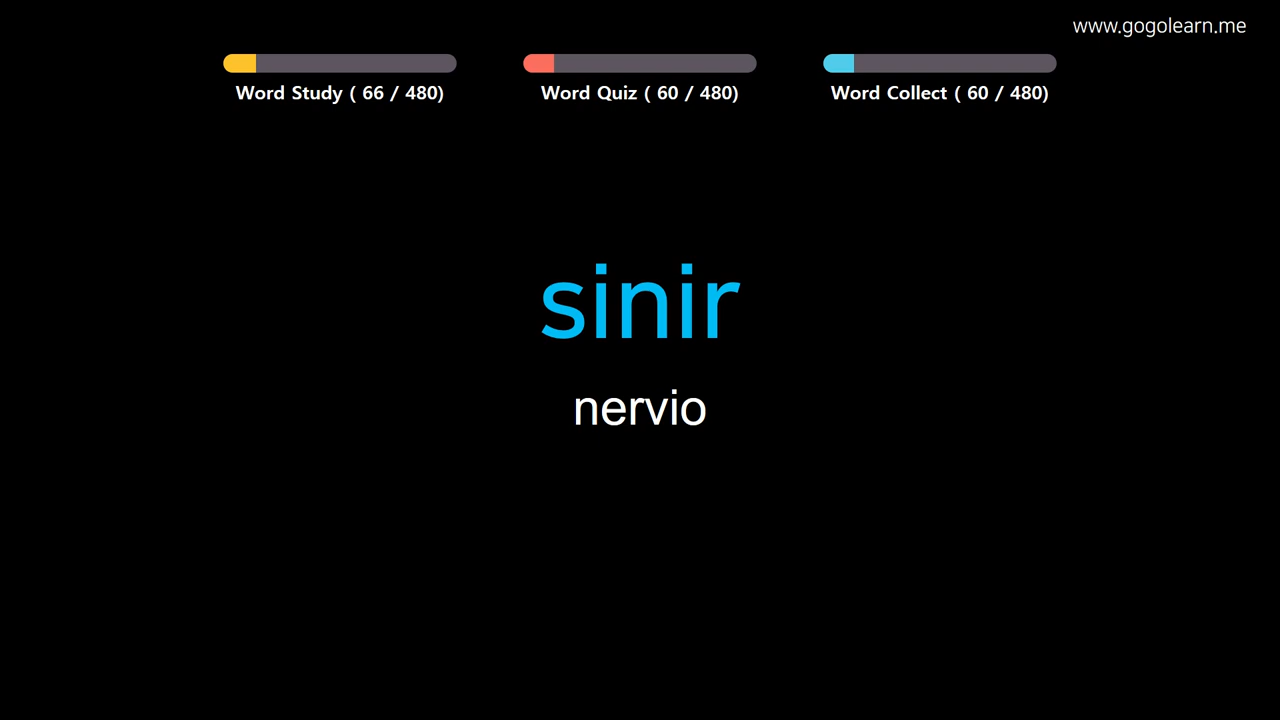 www.gogolearn.me
Word Study ( 66 / 480)
Word Quiz ( 60 / 480)
Word Collect ( 60 / 480)
sinir
nervio